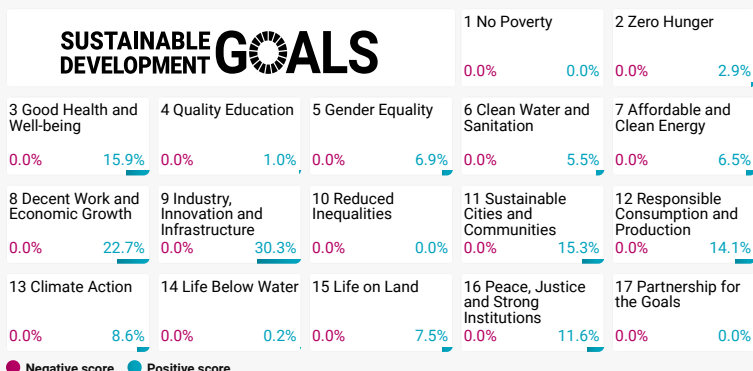 SUSTAINABLE
DEVELOPMENT
GOALS
1 No Poverty
0.0% 0.0%
2 Zero Hunger
0.0% 2.9%
3 Good Health and
Well-being
0.0% 15.9%
4 Quality Education
0.0% 1.0%
5 Gender Equality
0.0% 6.9%
6 Clean Water and
Sanitation
0.0% 5.5%
7 Affordable and
Clean Energy
0.0% 6.5%
8 Decent Work and
Economic Growth
0.0% 22.7%
9 Industry,
Innovation and
Infrastructure
0.0% 30.3%
10 Reduced
Inequalities
0.0% 0.0%
11 Sustainable
Cities and
Communities
0.0% 15.3%
12 Responsible
Consumption and
Production
0.0% 14.1%
13 Climate Action
0.0% 8.6%
14 Life Below Water
0.0% 0.2%
15 Life on Land
0.0% 7.5%
16 Peace, Justice
and Strong
Institutions
0.0% 11.6%
17 Partnership for
the Goals
0.0% 0.0%
Negative score Positive score